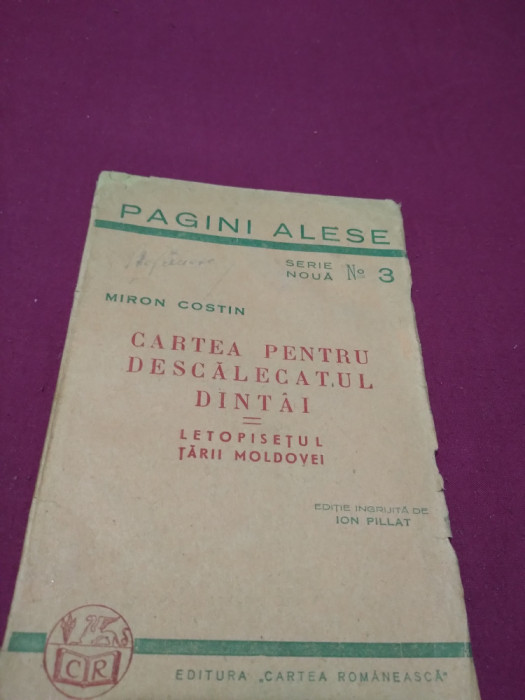 PAGINI ALESE
SERIE
NOUĂ No 3
MIRON COSTIN
CARTEA PENTRU
DESCĂLECATUL
DINTÂI
LETOPISEȚUL
ȚĂRII MOLDOVEI
EDIȚIE INGRIJITĂ DE
ION PILLAT
CR
EDITURA „CARTEA ROMÂNEASCĂ"